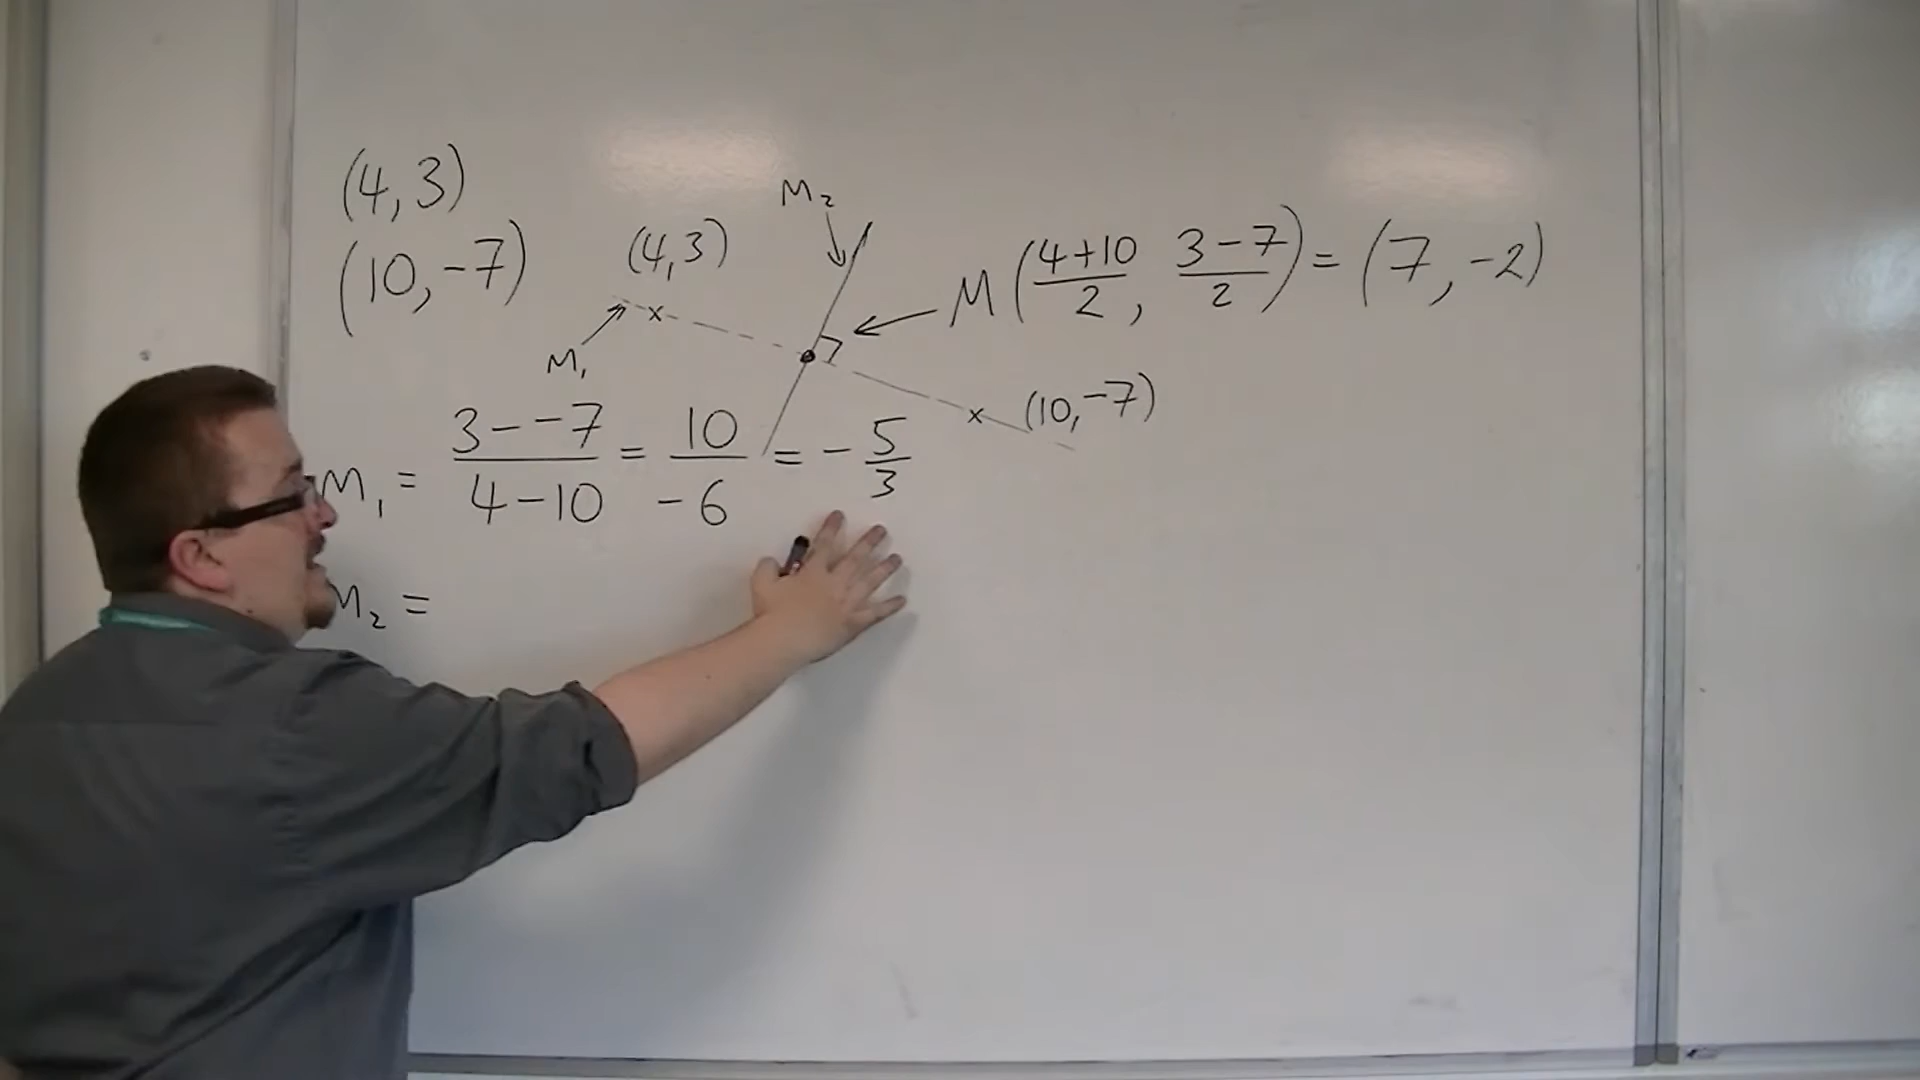 (4,3)
(10,-7)
(4,3)
M₂
M₁
M(4+10/2, 3-7/2) = (7,-2)
(10,-7)
M₁ = 3--7/4-10 = 10/-6 = -5/3
M₂ =